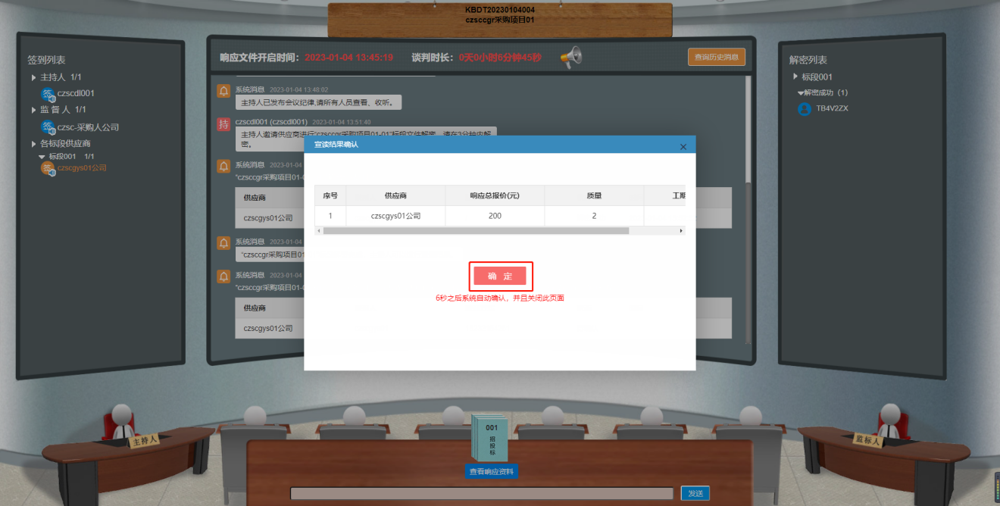 KBDT20230104004
czsccgr采购项目01
签到列表
主持人 1/1
签 czscdl001
监 督 人 1/1
签 czsc-采购人公司
各标段供应商
标段001 1/1
签 czscgys01公司
响应文件开启时间: 2023-01-04 13:45:19 谈判时长: 0天0小时6分钟45秒 查询历史消息
系统消息 2023-01-04 13:48:02
主持人已发布会议纪律,请所有人员查看、收听。
持 czscdl001 (czscdl001) 2023-01-04 13:51:40
主持人邀请供应商进行"czsccgr采购项目01-01"标段文件解密，请在3分钟内解
密。
系统消息 2023-01-04
"czsccgr采购项目01-0
供应商
czscgys01公司
系统消息 2023-01-04
"czsccgr采购项目01
系统消息 2023-01-04
"czsccgr采购项目01-0
供应商
czscgys01公司
宣读结果确认
序号 供应商 响应总报价(元) 质量 工期
1 czscgys01公司 200 2
确 定
6秒之后系统自动确认，并且关闭此页面
解密列表
标段001
解密成功（1）
TB4V2ZX
主持人
001
招
投
标
查看响应资料
监标人
发送